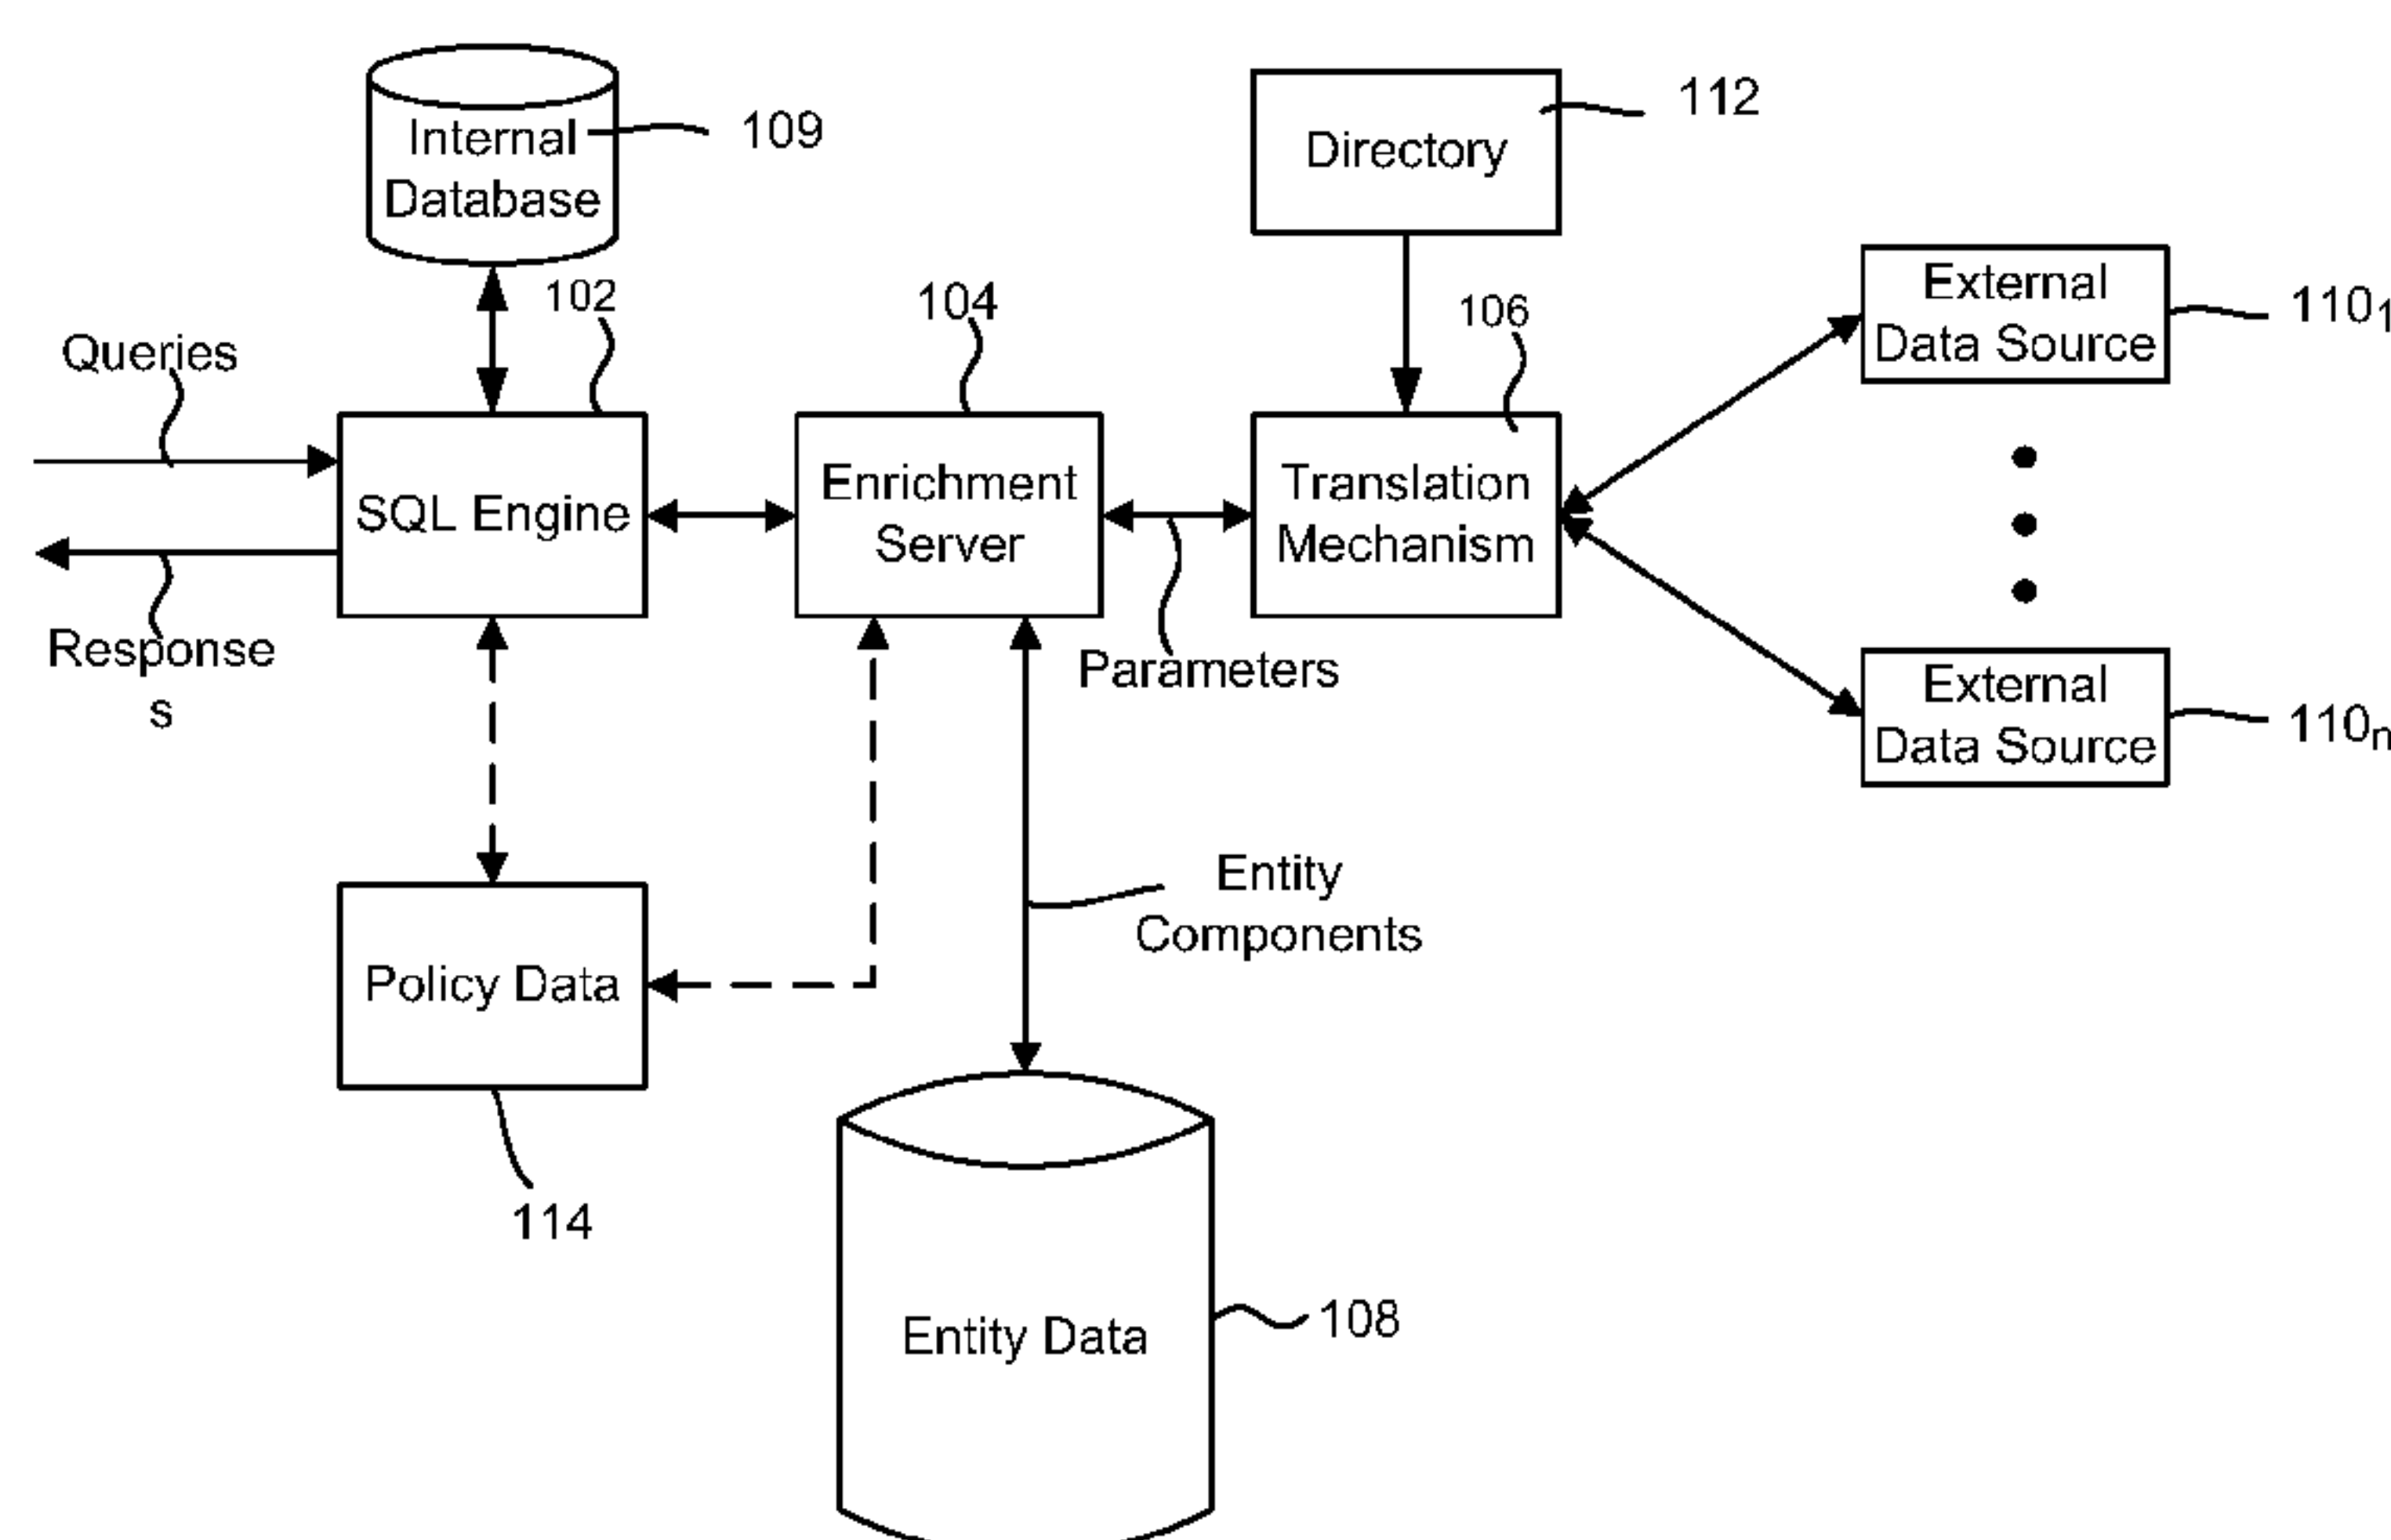 Internal
Database
109
Directory
112
102
104
106
Queries
External
Data Source
110₁
SQL Engine
Enrichment
Server
Translation
Mechanism
Response
s
Parameters
External
Data Source
110ₙ
Entity
Components
Policy Data
114
Entity Data
108